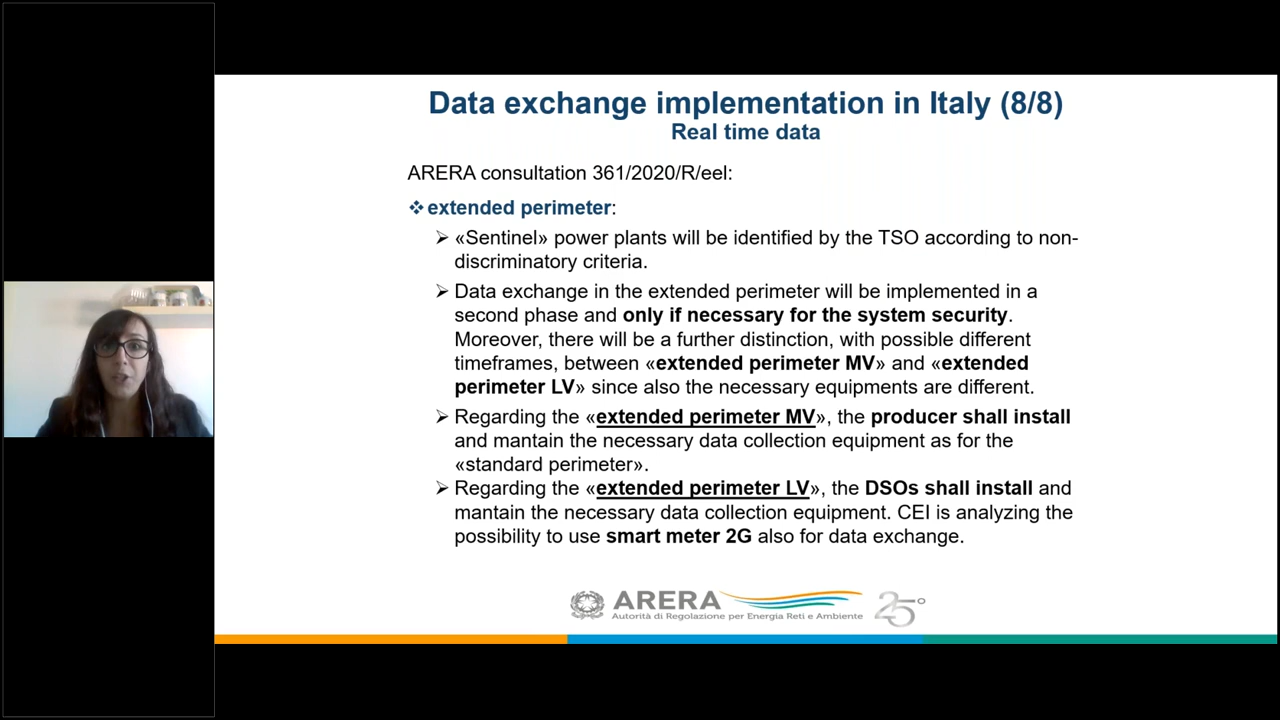 Data exchange implementation in Italy (8/8)
Real time data
ARERA consultation 361/2020/R/eel:
❖extended perimeter:
➢ «Sentinel» power plants will be identified by the TSO according to non-
discriminatory criteria.
➢ Data exchange in the extended perimeter will be implemented in a
second phase and only if necessary for the system security.
Moreover, there will be a further distinction, with possible different
timeframes, between «extended perimeter MV» and «extended
perimeter LV» since also the necessary equipments are different.
➢ Regarding the «extended perimeter MV», the producer shall install
and mantain the necessary data collection equipment as for the
«standard perimeter».
➢ Regarding the «extended perimeter LV», the DSOs shall install and
mantain the necessary data collection equipment. CEI is analyzing the
possibility to use smart meter 2G also for data exchange.
ARERA
Autorità di Regolazione per Energia Reti e Ambiente
25°